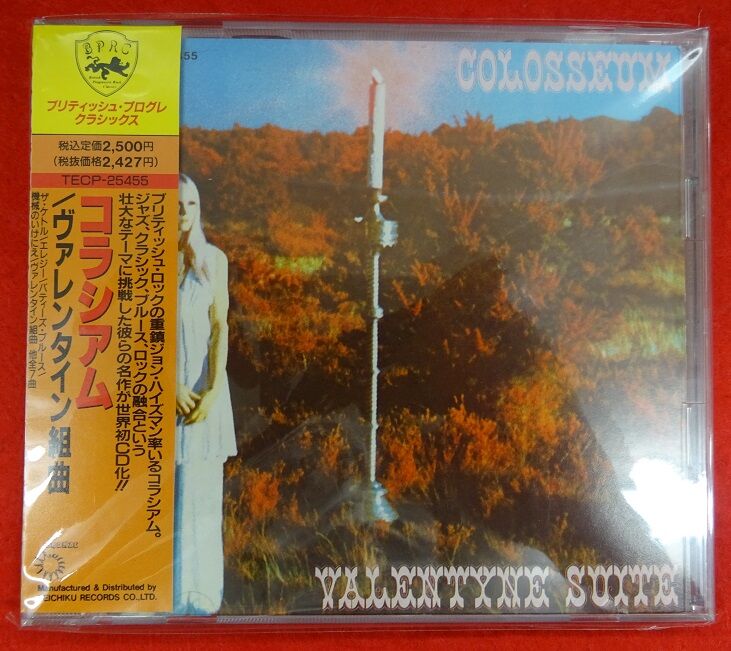 BPRC
British
Progressive Rock
Classics
ブリティッシュ・プログレ
クラシックス
税込定価2,500円
(税抜価格2,427円)
TECP-25455
コラシアム
/ヴァレンタイン組曲
ブリティッシュ・ロックの重鎮ジョン・ハイズマン率いるコラシアム。
ジャズ、クラシック、ブルース、ロックの融合という
壮大なテーマに挑戦した彼らの名作が世界初CD化!!
ザ・ケトル/エレジー/バティーズ・ブルース/
機械のいけにえ/ヴァレンタイン組曲 他全7曲
Manufactured & Distributed by
TEICHIKU RECORDS CO.,LTD.
455
COLOSSEUM
VALENTYNE SUITE